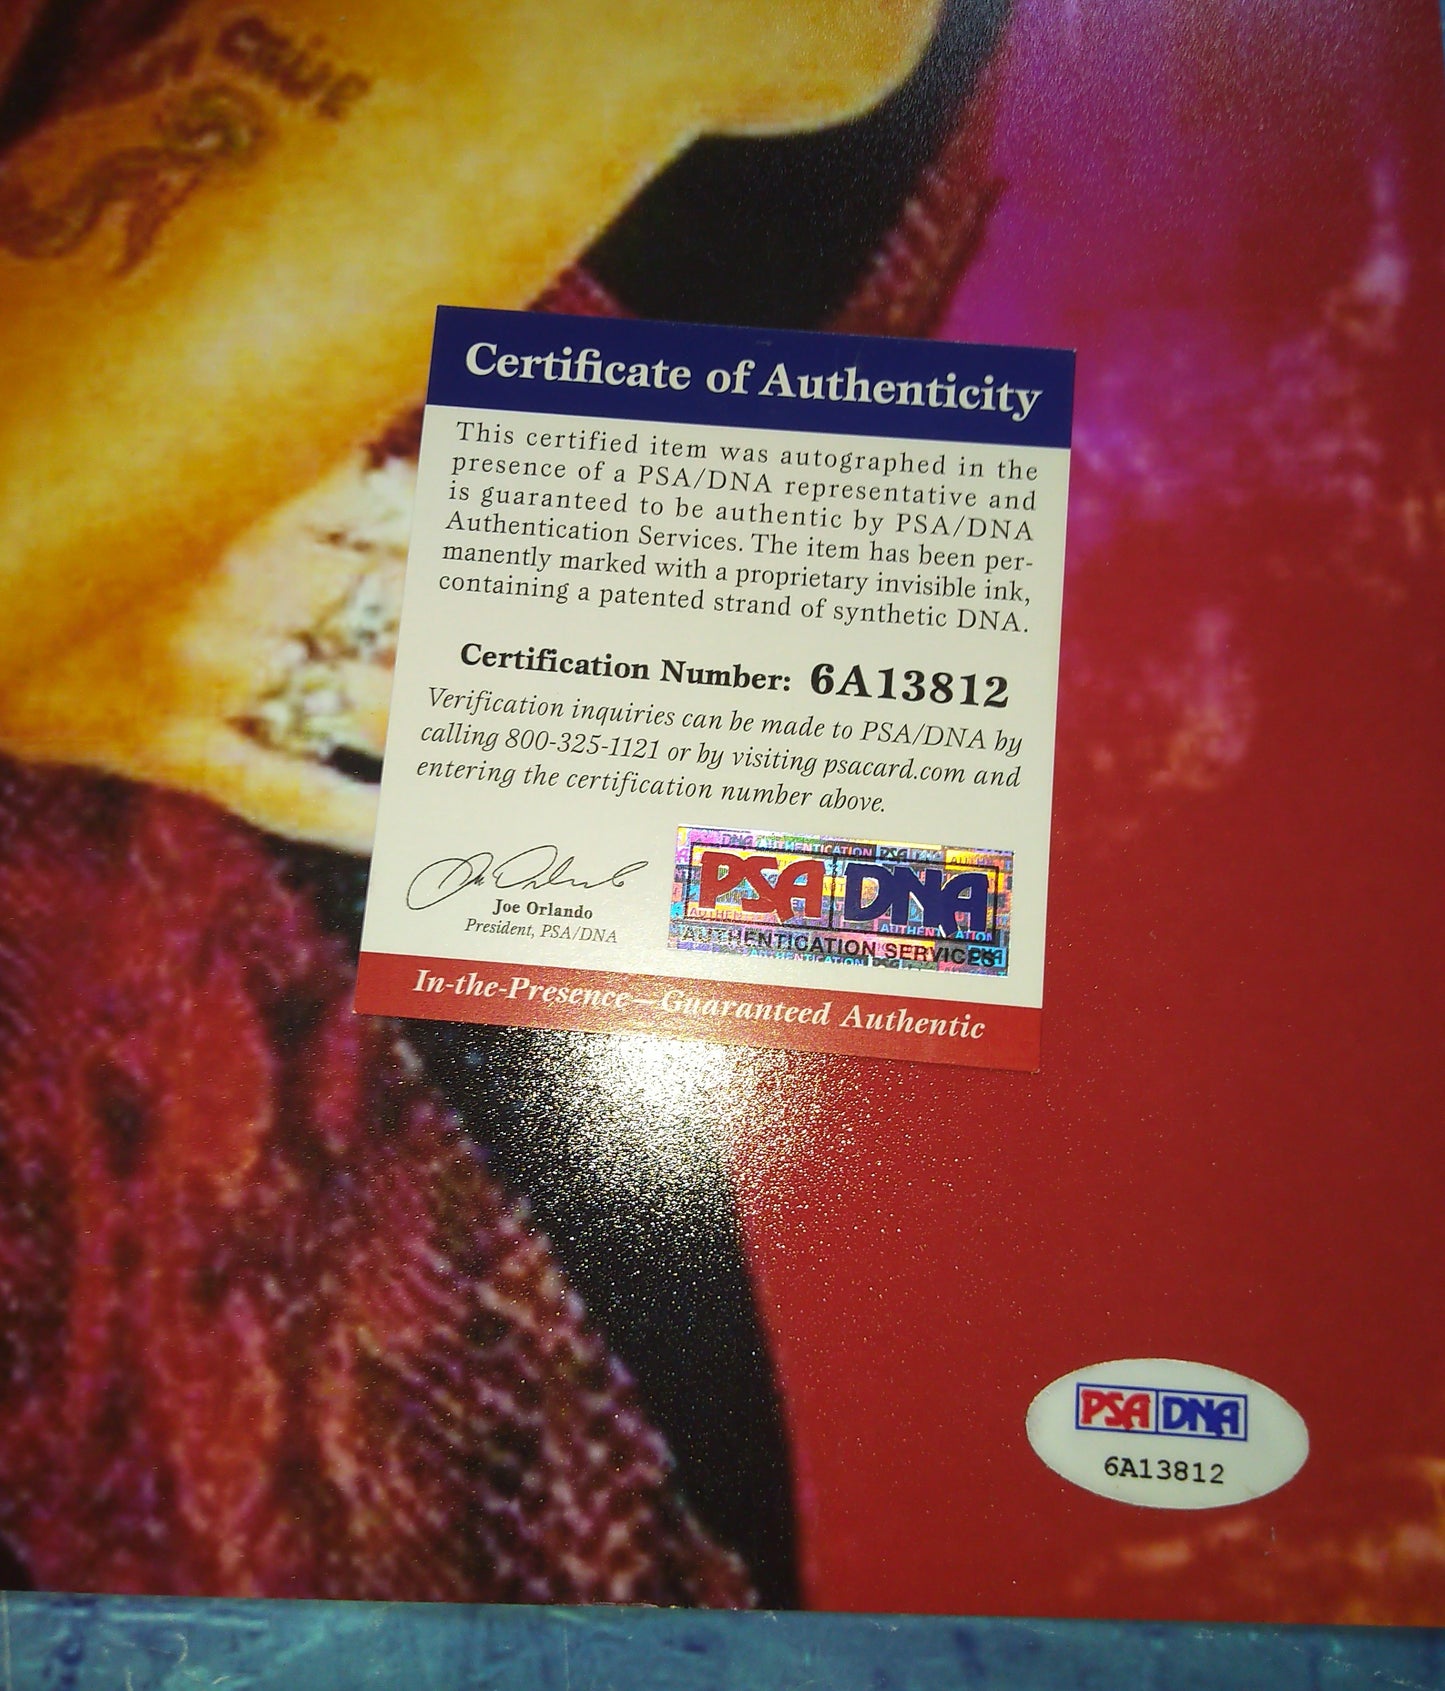 Certificate of Authenticity
This certified item was autographed in the
presence of a PSA/DNA representative and
is guaranteed to be authentic by PSA/DNA
Authentication Services. The item has been per-
manently marked with a proprietary invisible ink,
containing a patented strand of synthetic DNA.
Certification Number: 6A13812
Verification inquiries can be made to PSA/DNA by
calling 800-325-1121 or by visiting psacard.com and
entering the certification number above.
Joe Orlando
President, PSA/DNA
PSA DNA
AUTHENTICATION SERVICES
In-the-Presence—Guaranteed Authentic
PSA DNA
6A13812